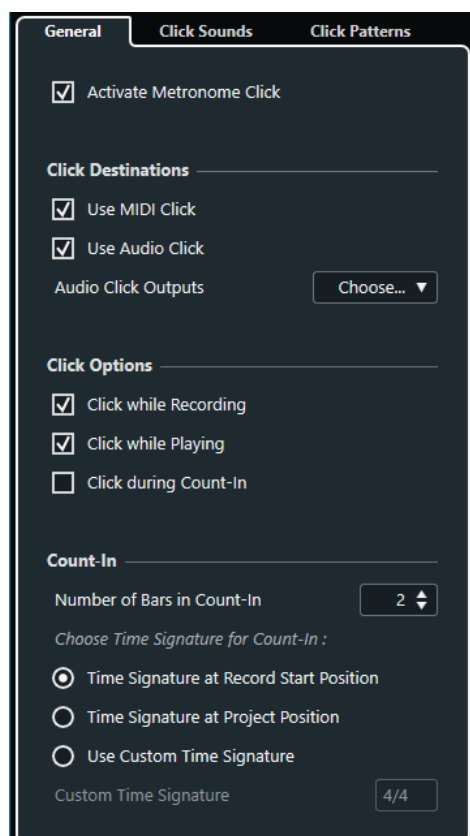 General Click Sounds Click Patterns
Activate Metronome Click
Click Destinations
Use MIDI Click
Use Audio Click
Audio Click Outputs Choose...
Click Options
Click while Recording
Click while Playing
Click during Count-In
Count-In
Number of Bars in Count-In 2
Choose Time Signature for Count-In :
Time Signature at Record Start Position
Time Signature at Project Position
Use Custom Time Signature
Custom Time Signature 4/4